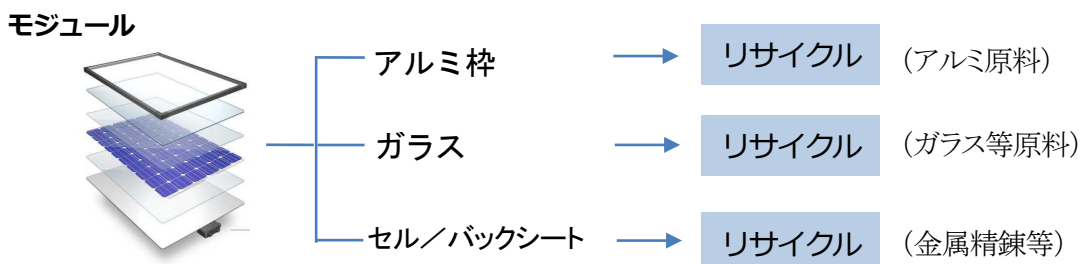 モジュール
アルミ枠 リサイクル (アルミ原料)
ガラス リサイクル (ガラス等原料)
セル／バックシート リサイクル (金属精錬等)